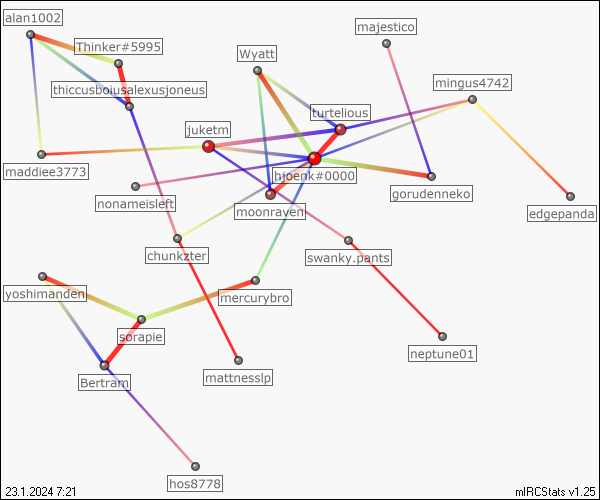 alan1002
Thinker#5995
majestico
Wyatt
thiccusboiusalexusjoneus
mingus4742
turtelious
juketm
maddiee3773
bjoenk#0000
gorudenneko
nonameisleft
moonraven
edgepanda
chunkzter
swanky.pants
yoshimanden
mercurybro
sorapie
neptune01
Bertram
mattnesslp
hos8778
23.1.2024 7:21
mIRCStats v1.25